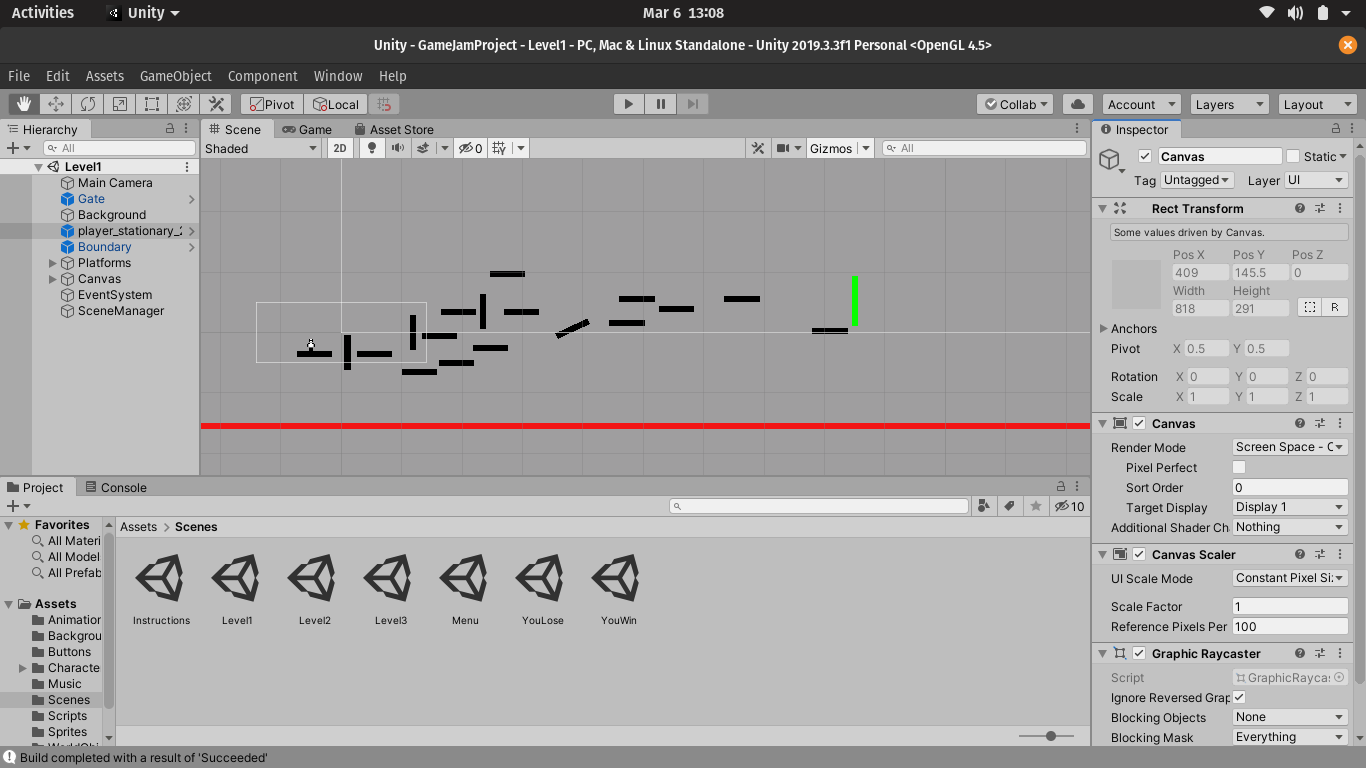 Activities Unity Mar 6 13:08
Unity - GameJamProject - Level1 - PC, Mac & Linux Standalone - Unity 2019.3.3f1 Personal <OpenGL 4.5>
File Edit Assets GameObject Component Window Help
Pivot Local Collab Account Layers Layout
Hierarchy
All
Level1
Main Camera
Gate
Background
player_stationary_2
Boundary
Platforms
Canvas
EventSystem
SceneManager
Scene Game Asset Store
Shaded 2D 0 Gizmos All
Inspector
Canvas Static
Tag Untagged Layer UI
Rect Transform
Some values driven by Canvas.
Pos X Pos Y Pos Z
409 145.5 0
Width Height
818 291 R
Anchors
Pivot X 0.5 Y 0.5
Rotation X 0 Y 0 Z 0
Scale X 1 Y 1 Z 1
Canvas
Render Mode Screen Space - O
Pixel Perfect
Sort Order 0
Target Display Display 1
Additional Shader Ch Nothing
Canvas Scaler
UI Scale Mode Constant Pixel Siz
Scale Factor 1
Reference Pixels Per 100
Graphic Raycaster
Script GraphicRaycas
Ignore Reversed Grap
Blocking Objects None
Blocking Mask Everything
Project Console
10
Favorites
All Materi
All Model
All Prefab
Assets
Animation
Backgrou
Buttons
Characte
Music
Scenes
Scripts
Sprites
Assets > Scenes
Instructions Level1 Level2 Level3 Menu YouLose YouWin
Build completed with a result of 'Succeeded'